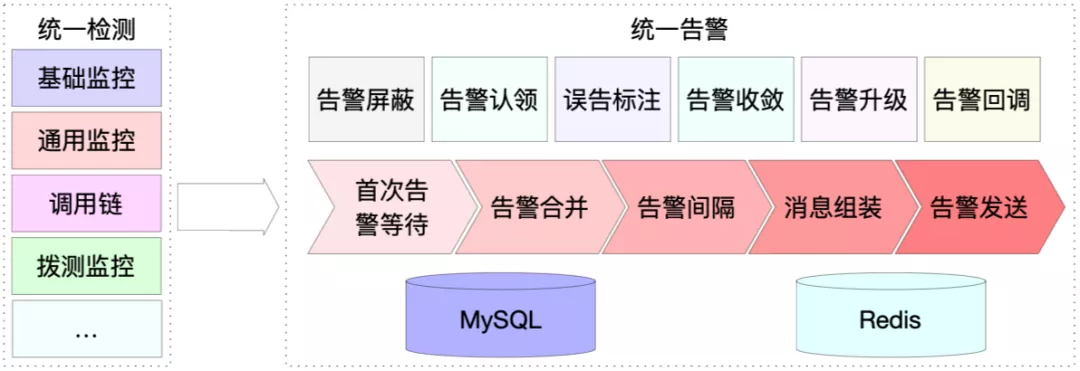 统一检测
基础监控
通用监控
调用链
拨测监控
...
统一告警
告警屏蔽
告警认领
误告标注
告警收敛
告警升级
告警回调
首次告
警等待
告警合并
告警间隔
消息组装
告警发送
MySQL
Redis